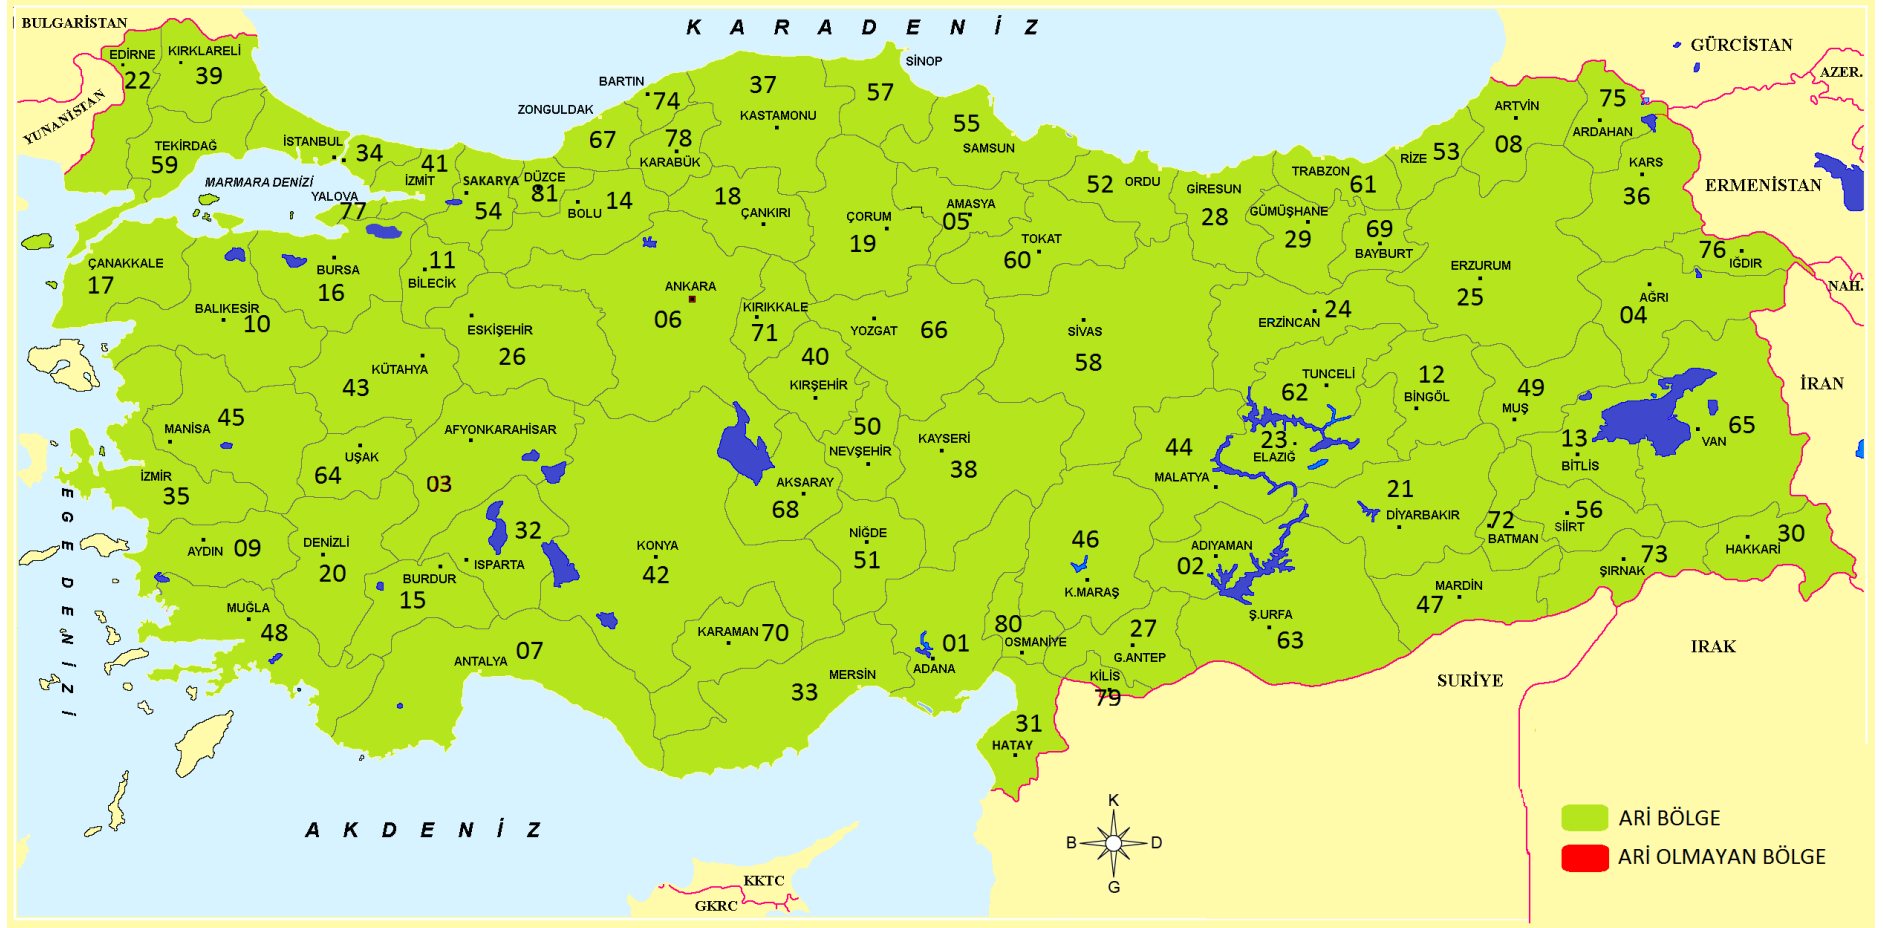 K A R A D E N İ Z
BULGARİSTAN
GÜRCİSTAN
EDİRNE
22
KIRKLARELİ
39
SİNOP
57
AZER.
YUNANİSTAN
BARTIN
74
37
KASTAMONU
ZONGULDAK
67
78
KARABÜK
55
SAMSUN
ARTVİN
08
75
ARDAHAN
TEKİRDAĞ
59
İSTANBUL
34
41
İZMİT
SAKARYA
54
DÜZCE
81
BOLU
14
18
ÇANKIRI
AMASYA
05
52
ORDU
GİRESUN
28
TRABZON
61
RİZE
53
KARS
36
ERMENİSTAN
MARMARA DENİZİ
YALOVA
77
ÇORUM
19
TOKAT
60
GÜMÜŞHANE
29
69
BAYBURT
76
IĞDIR
NAH.
ÇANAKKALE
17
BURSA
16
11
BİLECİK
ANKARA
06
ERZURUM
25
AĞRI
04
BALIKESİR
10
ESKİŞEHİR
26
KIRIKKALE
71
YOZGAT
66
SİVAS
58
ERZİNCAN
24
KÜTAHYA
43
40
KIRŞEHİR
TUNCELİ
62
12
BİNGÖL
49
MUŞ
İRAN
MANİSA
45
AFYONKARAHİSAR
03
50
NEVŞEHİR
KAYSERİ
38
44
MALATYA
23
ELAZIĞ
13
BİTLİS
65
VAN
UŞAK
64
İZMİR
35
AKSARAY
68
21
DİYARBAKIR
72
BATMAN
56
SİİRT
E G E D E N İ Z İ
AYDIN
09
DENİZLİ
20
32
ISPARTA
KONYA
42
NİĞDE
51
46
K.MARAŞ
ADIYAMAN
02
73
ŞIRNAK
30
HAKKARİ
BURDUR
15
MARDİN
47
MUĞLA
48
KARAMAN
70
01
ADANA
80
OSMANİYE
27
G.ANTEP
Ş.URFA
63
IRAK
ANTALYA
07
MERSİN
33
KİLİS
79
SURİYE
31
HATAY
A K D E N İ Z
K
B
D
G
ARİ BÖLGE
ARİ OLMAYAN BÖLGE
KKTC
GKRC